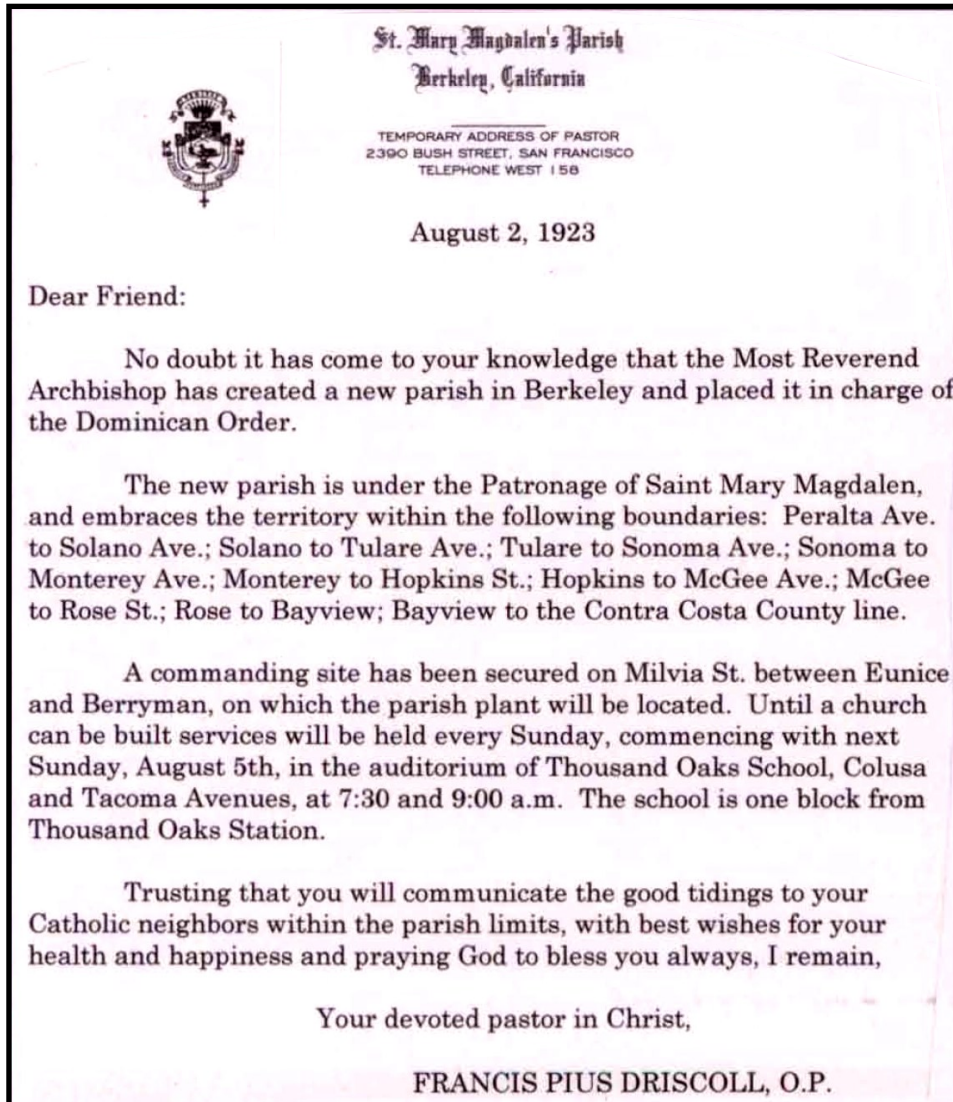 St. Mary Magdalen's Parish
Berkeley, California
TEMPORARY ADDRESS OF PASTOR
2390 BUSH STREET, SAN FRANCISCO
TELEPHONE WEST 158
August 2, 1923
Dear Friend:
No doubt it has come to your knowledge that the Most Reverend
Archbishop has created a new parish in Berkeley and placed it in charge of
the Dominican Order.
The new parish is under the Patronage of Saint Mary Magdalen,
and embraces the territory within the following boundaries: Peralta Ave.
to Solano Ave.; Solano to Tulare Ave.; Tulare to Sonoma Ave.; Sonoma to
Monterey Ave.; Monterey to Hopkins St.; Hopkins to McGee Ave.; McGee
to Rose St.; Rose to Bayview; Bayview to the Contra Costa County line.
A commanding site has been secured on Milvia St. between Eunice
and Berryman, on which the parish plant will be located. Until a church
can be built services will be held every Sunday, commencing with next
Sunday, August 5th, in the auditorium of Thousand Oaks School, Colusa
and Tacoma Avenues, at 7:30 and 9:00 a.m. The school is one block from
Thousand Oaks Station.
Trusting that you will communicate the good tidings to your
Catholic neighbors within the parish limits, with best wishes for your
health and happiness and praying God to bless you always, I remain,
Your devoted pastor in Christ,
FRANCIS PIUS DRISCOLL, O.P.